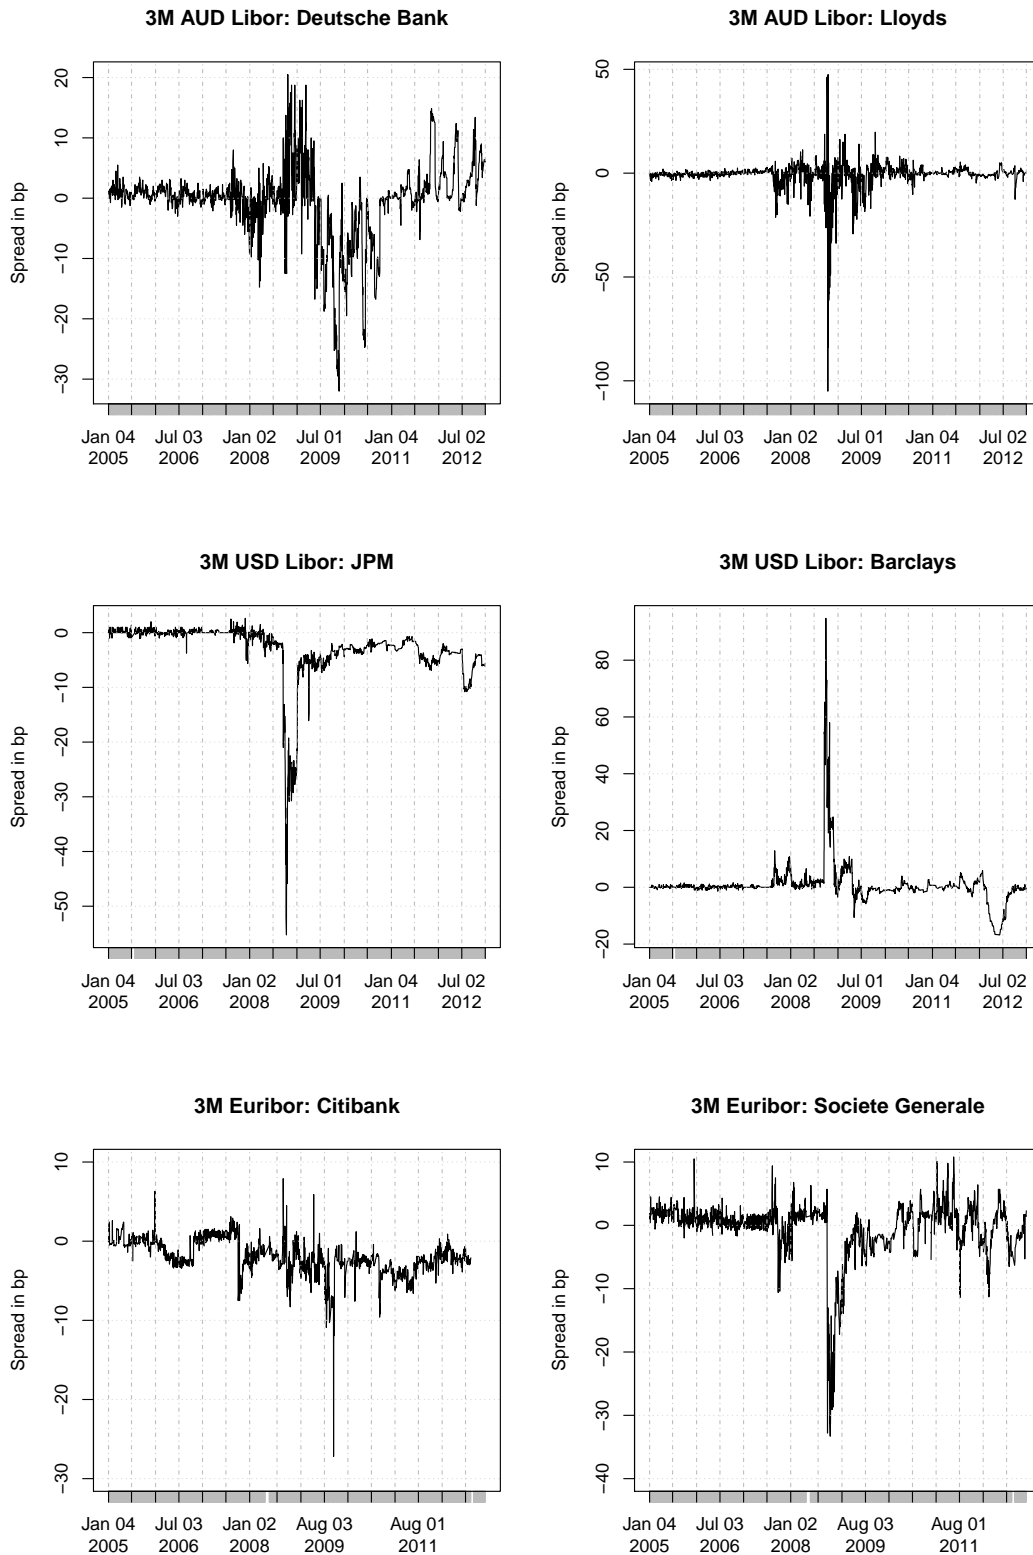 3M AUD Libor: Deutsche Bank
Spread in bp
20
10
0
−10
−20
−30
Jan 04 Jul 03 Jan 02 Jul 01 Jan 04 Jul 02
2005 2006 2008 2009 2011 2012
3M AUD Libor: Lloyds
Spread in bp
50
0
−50
−100
Jan 04 Jul 03 Jan 02 Jul 01 Jan 04 Jul 02
2005 2006 2008 2009 2011 2012
3M USD Libor: JPM
Spread in bp
0
−10
−20
−30
−40
−50
Jan 04 Jul 03 Jan 02 Jul 01 Jan 04 Jul 02
2005 2006 2008 2009 2011 2012
3M USD Libor: Barclays
Spread in bp
80
60
40
20
0
−20
Jan 04 Jul 03 Jan 02 Jul 01 Jan 04 Jul 02
2005 2006 2008 2009 2011 2012
3M Euribor: Citibank
Spread in bp
10
0
−10
−20
−30
Jan 04 Jul 03 Jan 02 Aug 03 Aug 01
2005 2006 2008 2009 2011
3M Euribor: Societe Generale
Spread in bp
10
0
−10
−20
−30
−40
Jan 04 Jul 03 Jan 02 Aug 03 Aug 01
2005 2006 2008 2009 2011